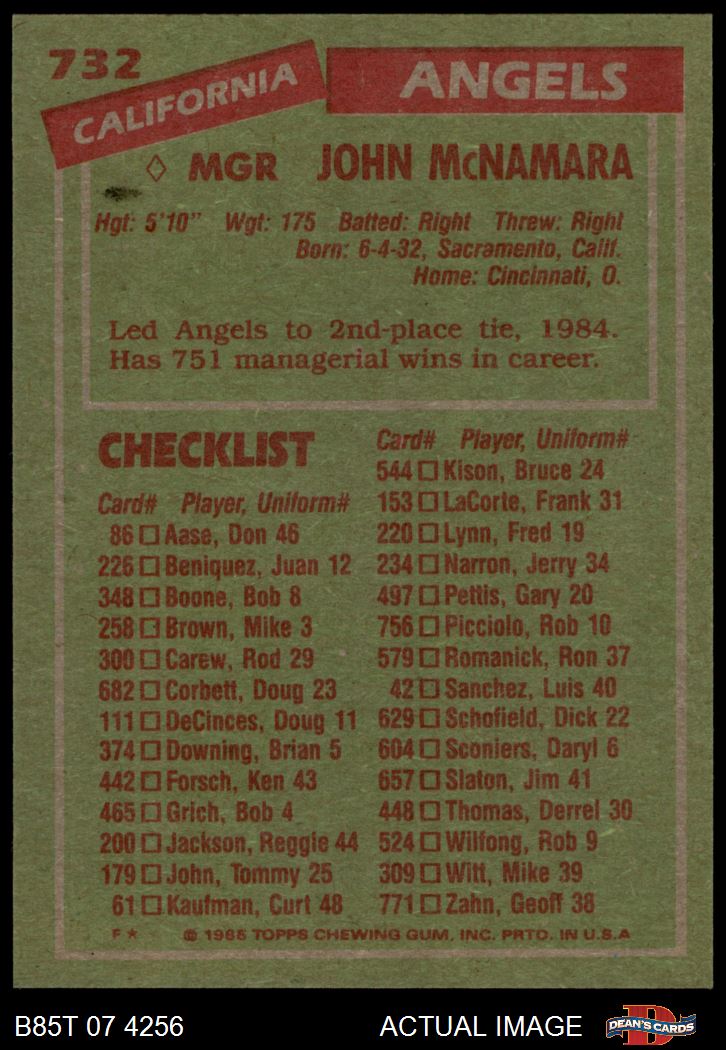 732
CALIFORNIA ANGELS
MGR JOHN McNAMARA
Hgt: 5'10" Wgt: 175 Batted: Right Threw: Right
Born: 6-4-32, Sacramento, Calif.
Home: Cincinnati, O.
Led Angels to 2nd-place tie, 1984.
Has 751 managerial wins in career.
CHECKLIST
Card# Player, Uniform#
86 Aase, Don 46
226 Beniquez, Juan 12
348 Boone, Bob 8
258 Brown, Mike 3
300 Carew, Rod 29
682 Corbett, Doug 23
111 DeCinces, Doug 11
374 Downing, Brian 5
442 Forsch, Ken 43
465 Grich, Bob 4
200 Jackson, Reggie 44
179 John, Tommy 25
61 Kaufman, Curt 48
Card# Player, Uniform#
544 Kison, Bruce 24
153 LaCorte, Frank 31
220 Lynn, Fred 19
234 Narron, Jerry 34
497 Pettis, Gary 20
756 Picciolo, Rob 10
579 Romanick, Ron 37
42 Sanchez, Luis 40
629 Schofield, Dick 22
604 Sconiers, Daryl 6
657 Slaton, Jim 41
448 Thomas, Derrel 30
524 Wilfong, Rob 9
309 Witt, Mike 39
771 Zahn, Geoff 38
F★ © 1985 TOPPS CHEWING GUM, INC. PRTD. IN U.S.A
B85T 07 4256 ACTUAL IMAGE
D
DEAN'S CARDS